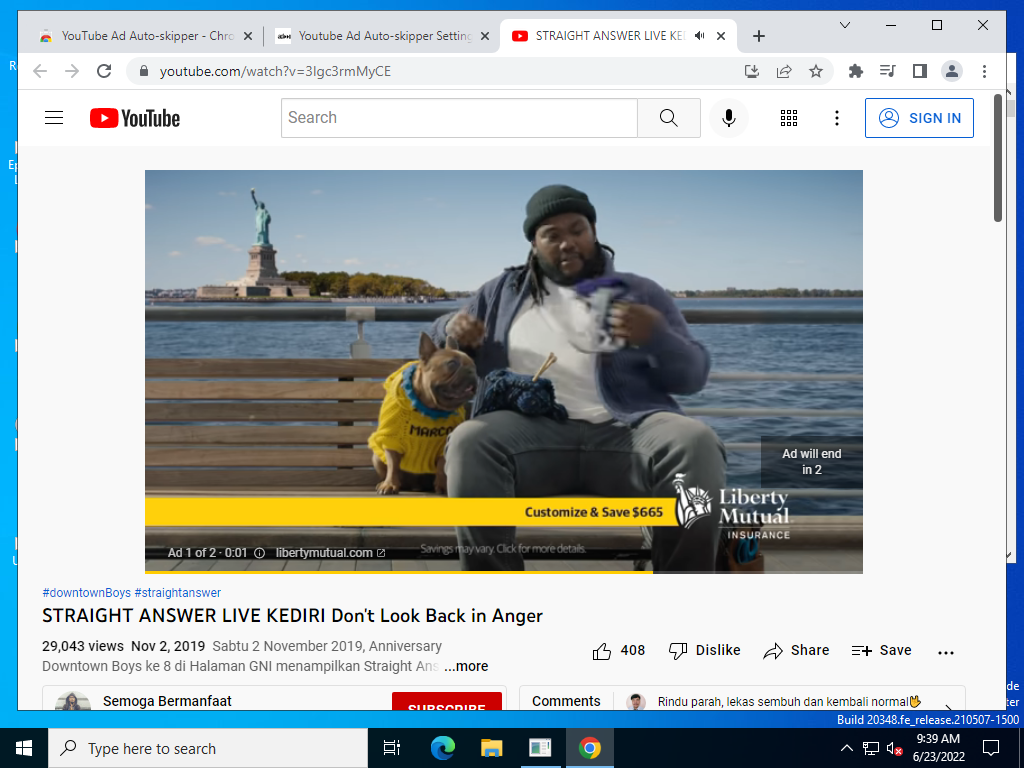 YouTube Ad Auto-skipper - Chro
Youtube Ad Auto-skipper Setting
STRAIGHT ANSWER LIVE KE
youtube.com/watch?v=3Igc3rmMyCE
YouTube
Search
SIGN IN
MARCO
Ad will end
in 2
Customize & Save $665
Liberty
Mutual
INSURANCE
Ad 1 of 2 · 0:01
libertymutual.com
Savings may vary. Click for more details.
#downtownBoys #straightanswer
STRAIGHT ANSWER LIVE KEDIRI Don't Look Back in Anger
29,043 views Nov 2, 2019 Sabtu 2 November 2019, Anniversary
Downtown Boys ke 8 di Halaman GNI menampilkan Straight Ans ...more
408
Dislike
Share
Save
Semoga Bermanfaat
SUBSCRIBE
Comments
Rindu parah, lekas sembuh dan kembali normal
Build 20348.fe_release.210507-1500
Type here to search
9:39 AM
6/23/2022